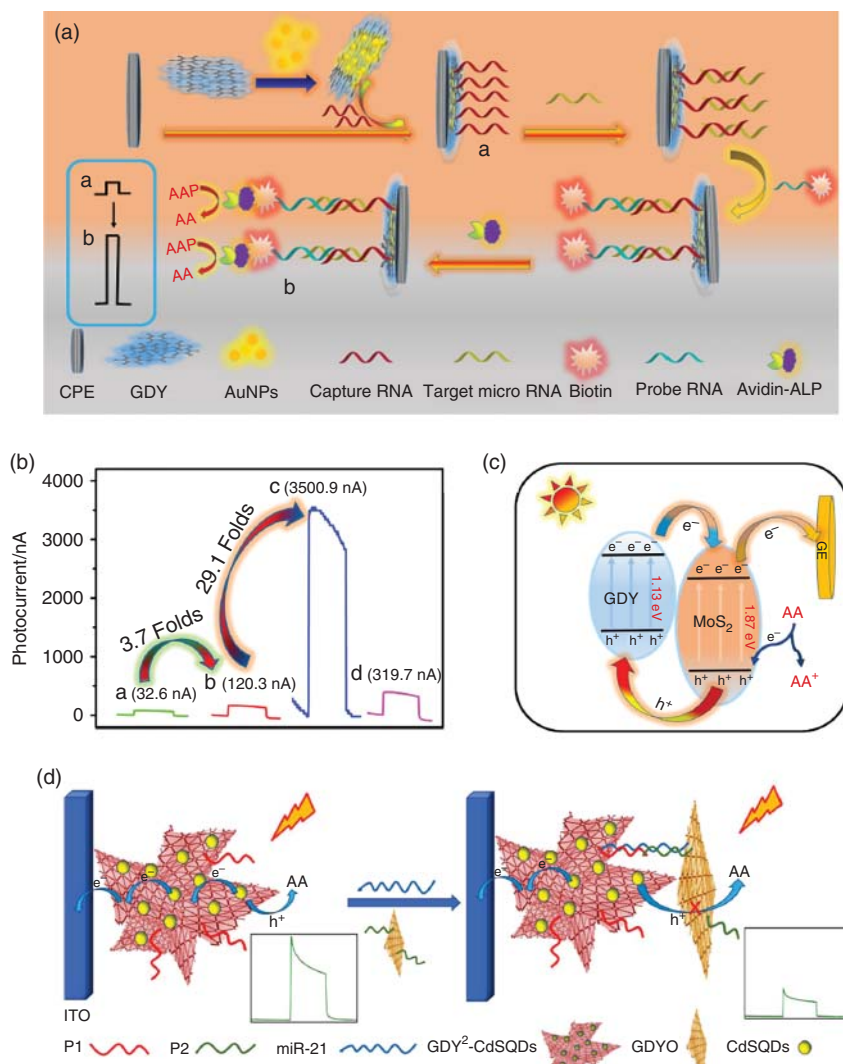 (a)
a
a
b
AAP
AA
AAP
AA
b
CPE GDY AuNPs Capture RNA Target micro RNA Biotin Probe RNA Avidin-ALP
(b)
Photocurrent/nA
4000
3000
2000
1000
0
3.7 Folds
29.1 Folds
a (32.6 nA)
b (120.3 nA)
c (3500.9 nA)
d (319.7 nA)
(c)
e⁻
e⁻
GE
e⁻ e⁻ e⁻
e⁻ e⁻ e⁻
GDY
1.13 eV
MoS₂
1.87 eV
AA
e⁻
AA⁺
h⁺ h⁺ h⁺
h⁺ h⁺ h⁺
h⁺
(d)
e⁻
e⁻
e⁻
AA
h⁺
e⁻
e⁻
AA
h⁺
X
ITO
P1 P2 miR-21 GDY²-CdSQDs GDYO CdSQDs